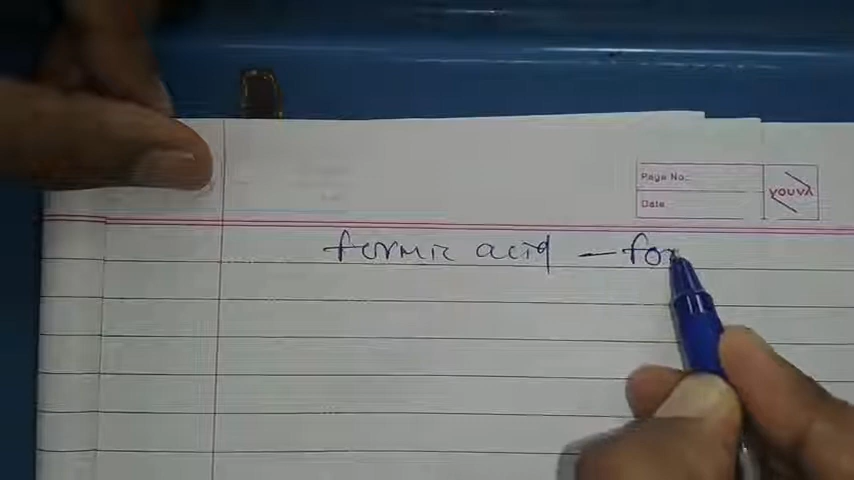 Page No.:
Date
YOUVA
formic acid — for